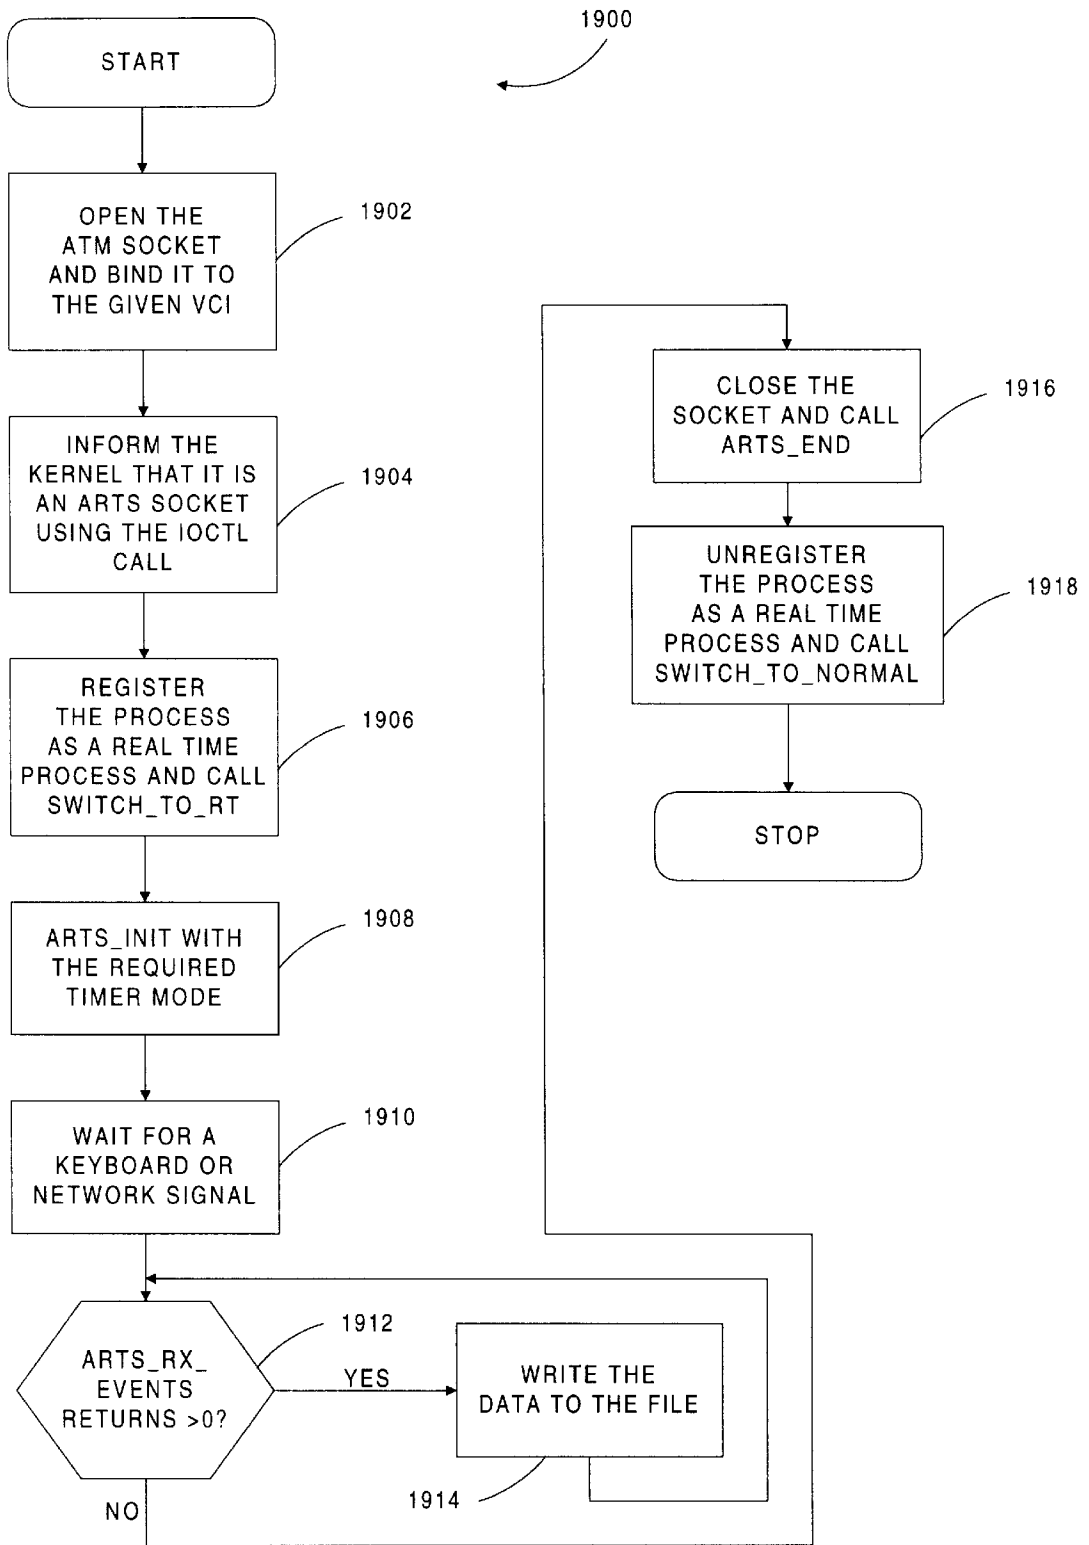 1900
START
OPEN THE
ATM SOCKET
AND BIND IT TO
THE GIVEN VCI
1902
INFORM THE
KERNEL THAT IT IS
AN ARTS SOCKET
USING THE IOCTL
CALL
1904
REGISTER
THE PROCESS
AS A REAL TIME
PROCESS AND CALL
SWITCH_TO_RT
1906
ARTS_INIT WITH
THE REQUIRED
TIMER MODE
1908
WAIT FOR A
KEYBOARD OR
NETWORK SIGNAL
1910
ARTS_RX_
EVENTS
RETURNS >0?
1912
YES
WRITE THE
DATA TO THE FILE
1914
NO
CLOSE THE
SOCKET AND CALL
ARTS_END
1916
UNREGISTER
THE PROCESS
AS A REAL TIME
PROCESS AND CALL
SWITCH_TO_NORMAL
1918
STOP